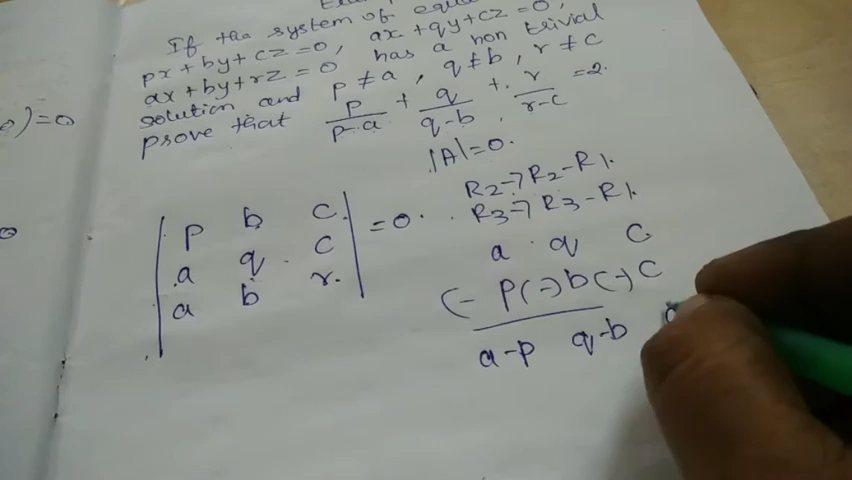 If the system of
px+by+cz=0, ax+qy+cz=0,
ax+by+rz=0 has a non trivial
solution and p≠a, q≠b, r≠c
prove that p/p-a + q/q-b + r/r-c =2.
|A|=0.
)=0
R2→R2-R1.
R3→R3-R1.
p b c
a q c =0.
a b r
a q c
(- p(-)b(-)c
a-p q-b